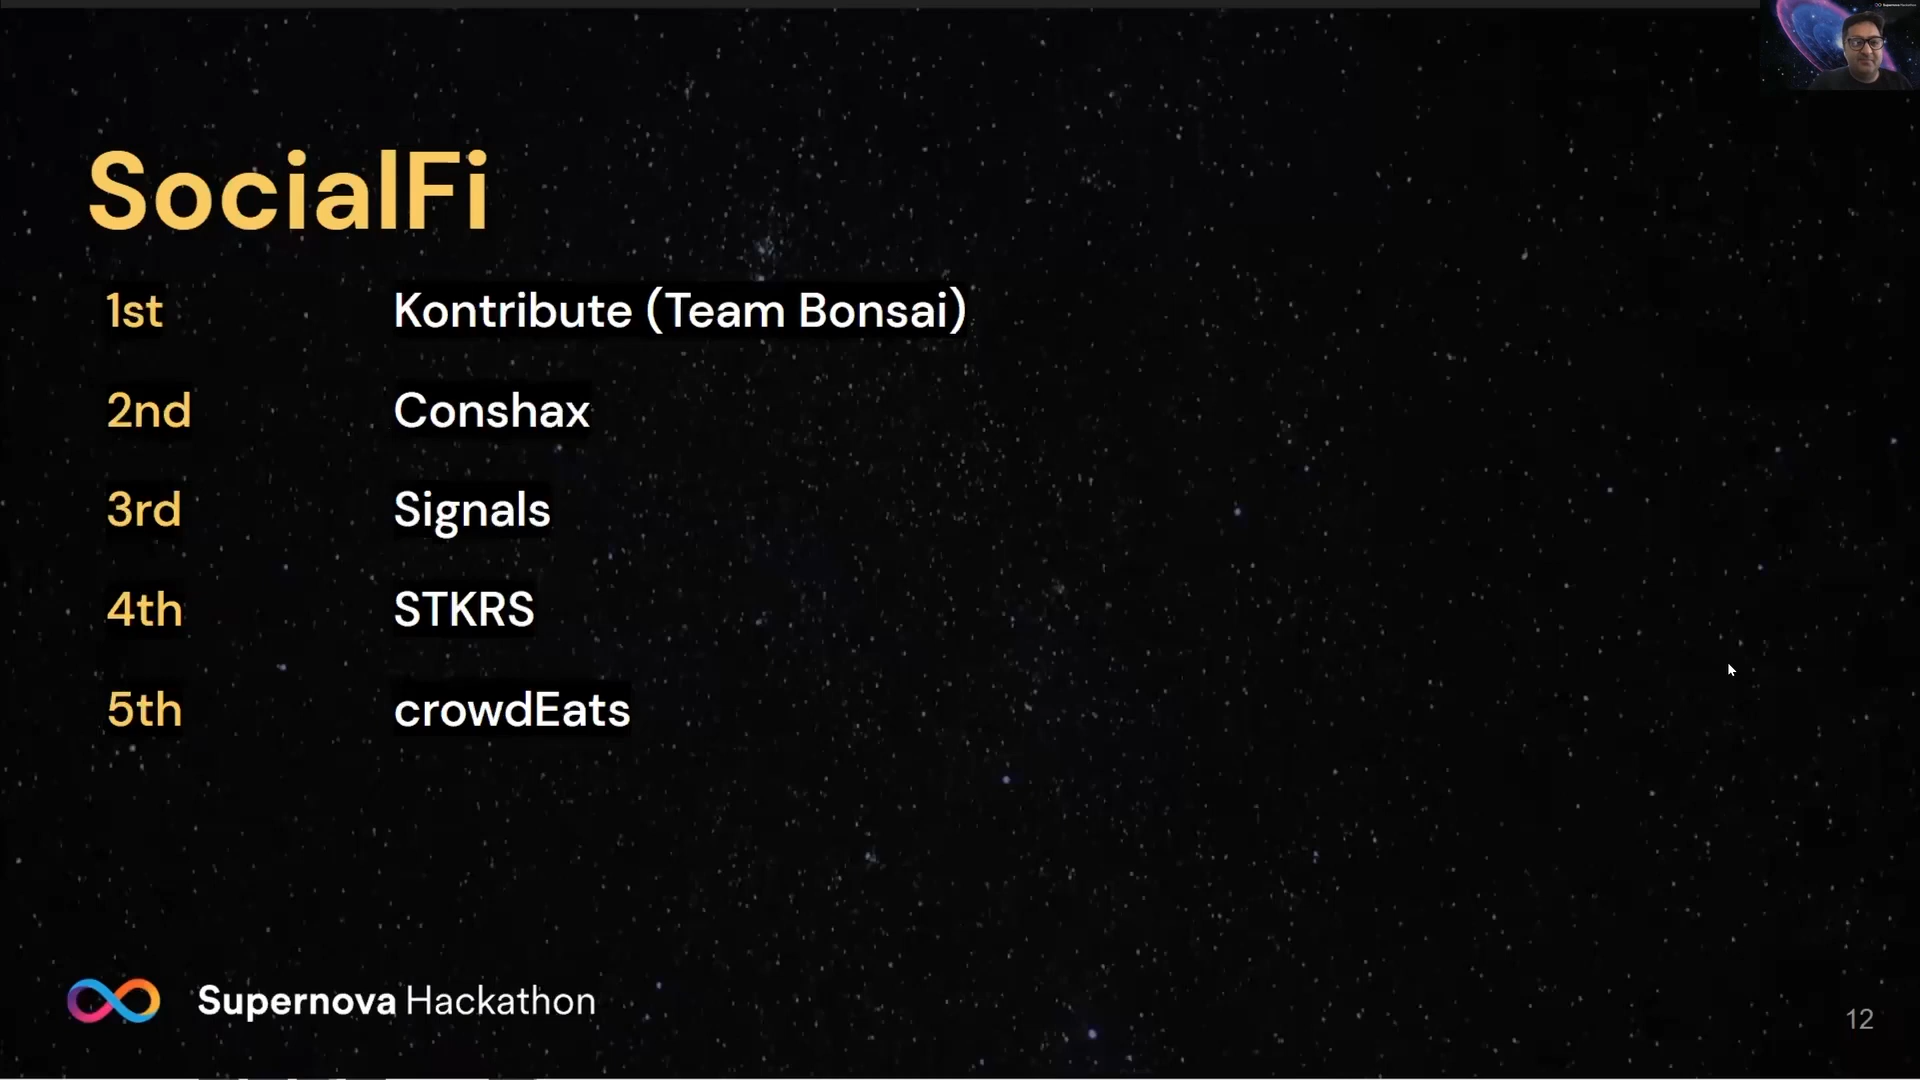 SocialFi
1st Kontribute (Team Bonsai)
2nd Conshax
3rd Signals
4th STKRS
5th crowdEats
Supernova Hackathon
12